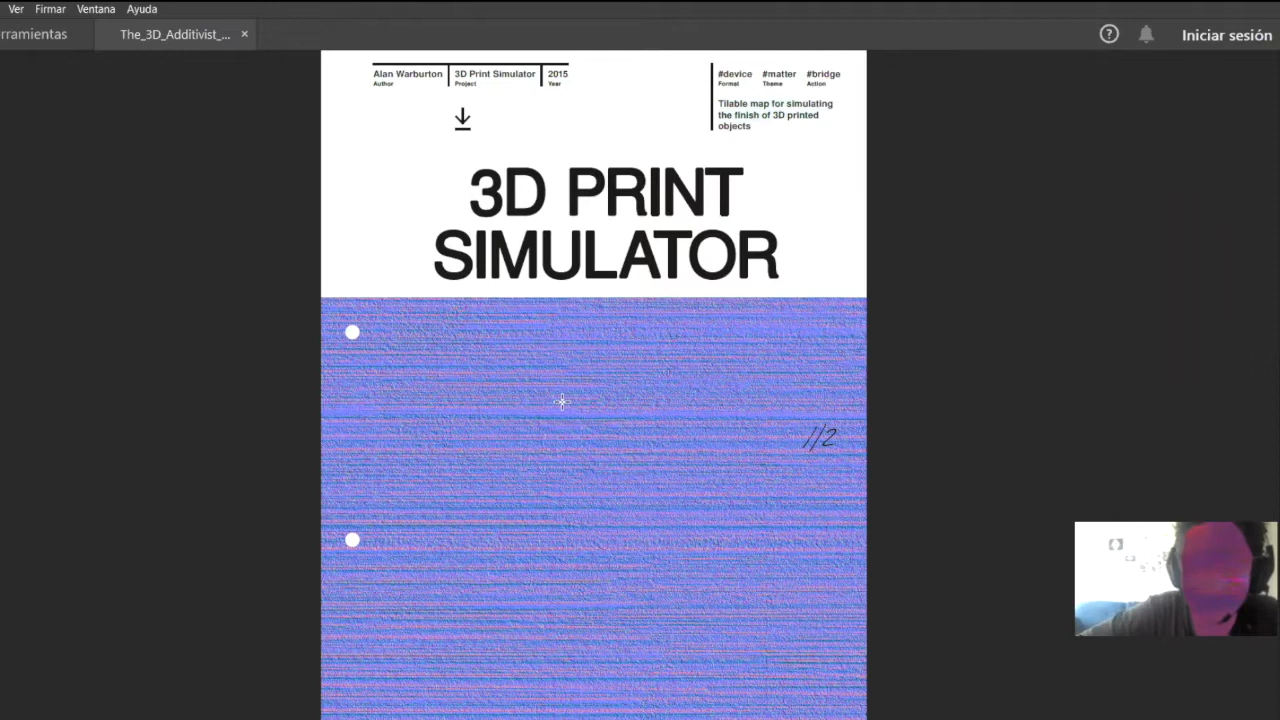 Ver Firmar Ventana Ayuda
rramientas The_3D_Additivist_... × ? Iniciar sesión
Alan Warburton 3D Print Simulator 2015
Author Project Year
#device #matter #bridge
Format Theme Action
Tilable map for simulating
the finish of 3D printed
objects
3D PRINT
SIMULATOR
1/2